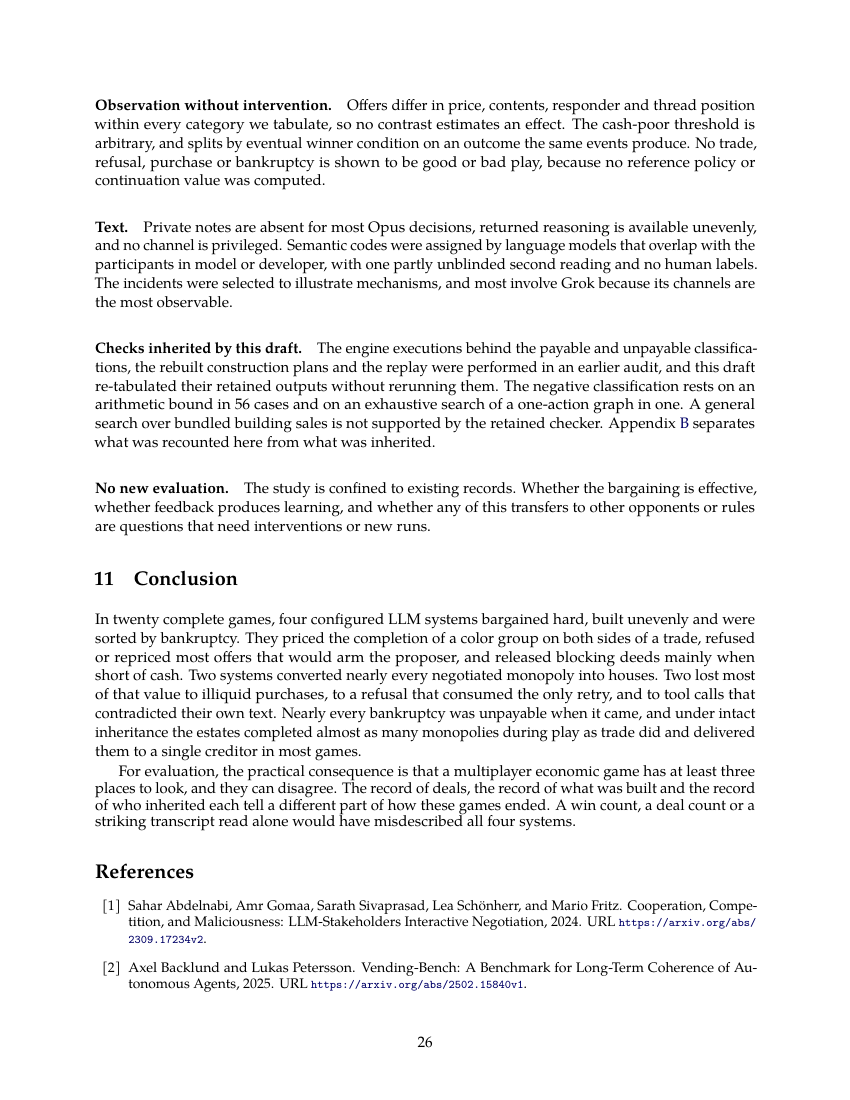 Observation without intervention. Offers differ in price, contents, responder and thread position
within every category we tabulate, so no contrast estimates an effect. The cash-poor threshold is
arbitrary, and splits by eventual winner condition on an outcome the same events produce. No trade,
refusal, purchase or bankruptcy is shown to be good or bad play, because no reference policy or
continuation value was computed.
Text. Private notes are absent for most Opus decisions, returned reasoning is available unevenly,
and no channel is privileged. Semantic codes were assigned by language models that overlap with the
participants in model or developer, with one partly unblinded second reading and no human labels.
The incidents were selected to illustrate mechanisms, and most involve Grok because its channels are
the most observable.
Checks inherited by this draft. The engine executions behind the payable and unpayable classifica-
tions, the rebuilt construction plans and the replay were performed in an earlier audit, and this draft
re-tabulated their retained outputs without rerunning them. The negative classification rests on an
arithmetic bound in 56 cases and on an exhaustive search of a one-action graph in one. A general
search over bundled building sales is not supported by the retained checker. Appendix B separates
what was recounted here from what was inherited.
No new evaluation. The study is confined to existing records. Whether the bargaining is effective,
whether feedback produces learning, and whether any of this transfers to other opponents or rules
are questions that need interventions or new runs.
11 Conclusion
In twenty complete games, four configured LLM systems bargained hard, built unevenly and were
sorted by bankruptcy. They priced the completion of a color group on both sides of a trade, refused
or repriced most offers that would arm the proposer, and released blocking deeds mainly when
short of cash. Two systems converted nearly every negotiated monopoly into houses. Two lost most
of that value to illiquid purchases, to a refusal that consumed the only retry, and to tool calls that
contradicted their own text. Nearly every bankruptcy was unpayable when it came, and under intact
inheritance the estates completed almost as many monopolies during play as trade did and delivered
them to a single creditor in most games.
For evaluation, the practical consequence is that a multiplayer economic game has at least three
places to look, and they can disagree. The record of deals, the record of what was built and the record
of who inherited each tell a different part of how these games ended. A win count, a deal count or a
striking transcript read alone would have misdescribed all four systems.
References
[1] Sahar Abdelnabi, Amr Gomaa, Sarath Sivaprasad, Lea Schönherr, and Mario Fritz. Cooperation, Compe-
tition, and Maliciousness: LLM-Stakeholders Interactive Negotiation, 2024. URL https://arxiv.org/abs/
2309.17234v2.
[2] Axel Backlund and Lukas Petersson. Vending-Bench: A Benchmark for Long-Term Coherence of Au-
tonomous Agents, 2025. URL https://arxiv.org/abs/2502.15840v1.
26